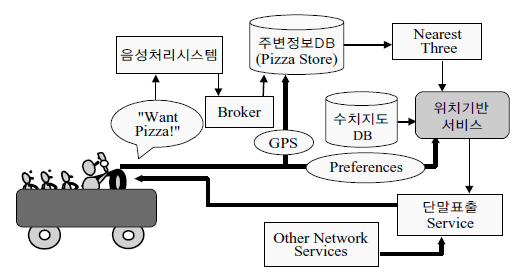 음성처리시스템
주변정보DB
(Pizza Store)
Nearest
Three
"Want
Pizza!"
Broker
수치지도
DB
위치기반
서비스
GPS
Preferences
단말표출
Service
Other Network
Services